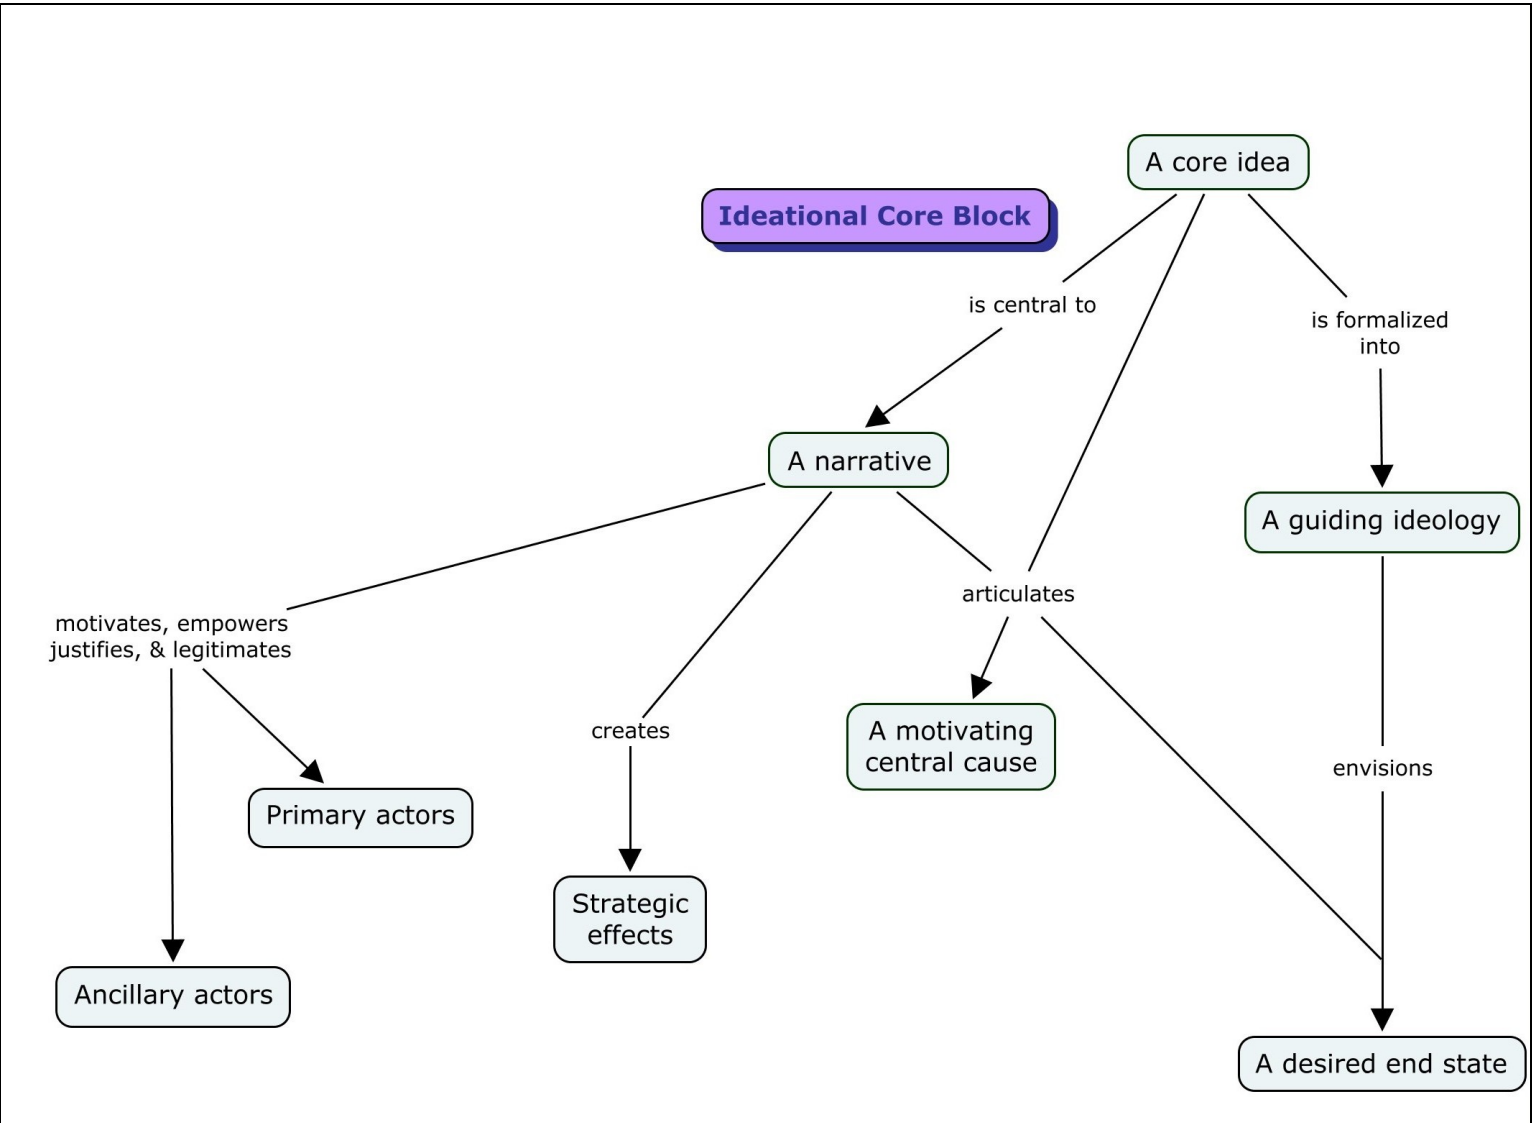 A core idea
Ideational Core Block
is central to
is formalized
into
A narrative
A guiding ideology
articulates
motivates, empowers
justifies, & legitimates
creates
A motivating
central cause
envisions
Primary actors
Strategic
effects
Ancillary actors
A desired end state